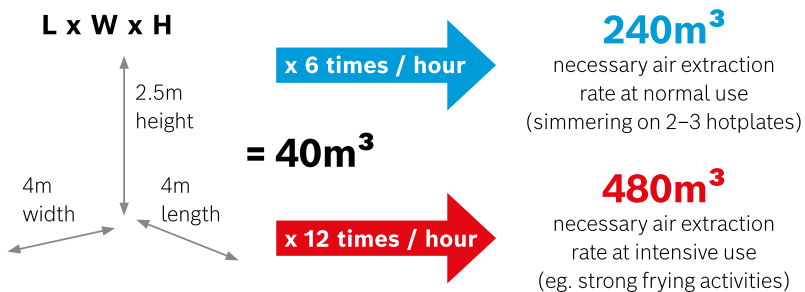 L x W x H
2.5m
height
4m
width
4m
length
= 40m³
x 6 times / hour
240m³
necessary air extraction
rate at normal use
(simmering on 2–3 hotplates)
x 12 times / hour
480m³
necessary air extraction
rate at intensive use
(eg. strong frying activities)